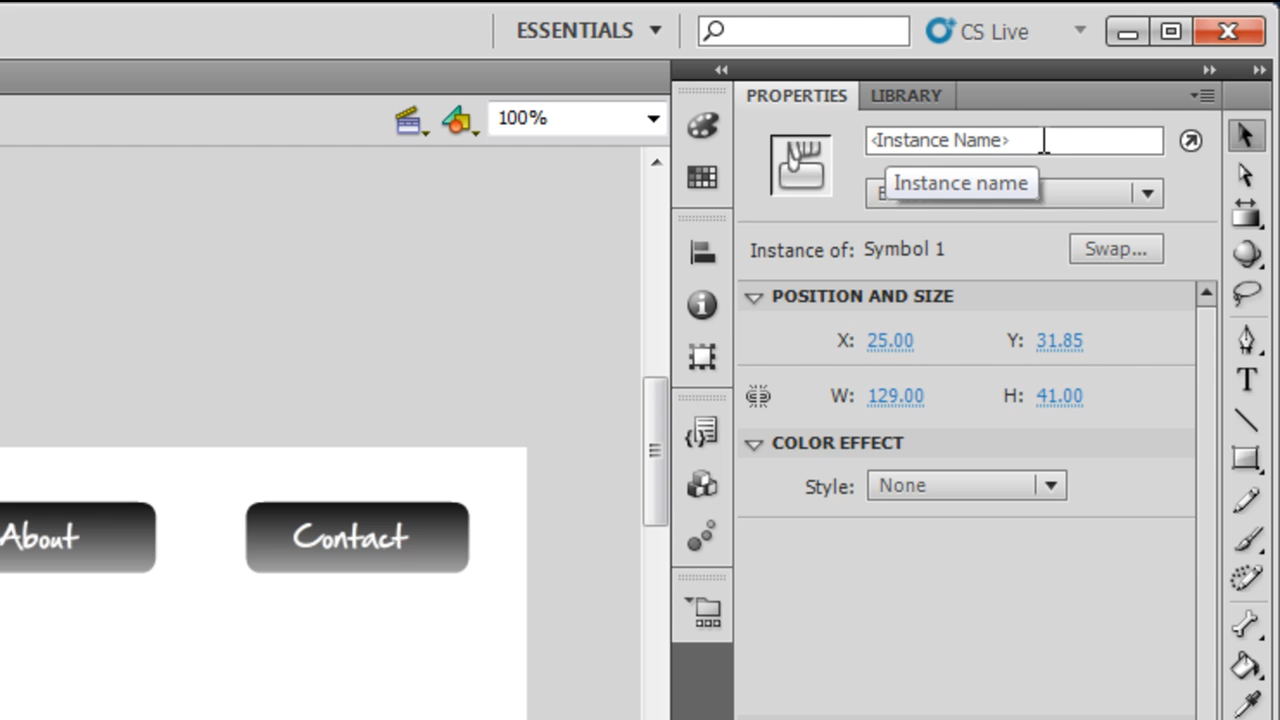 ESSENTIALS
CS Live
100%
PROPERTIES
LIBRARY
<Instance Name>
Instance name
Instance of: Symbol 1
Swap...
POSITION AND SIZE
X: 25.00
Y: 31.85
W: 129.00
H: 41.00
COLOR EFFECT
Style: None
About
Contact
T